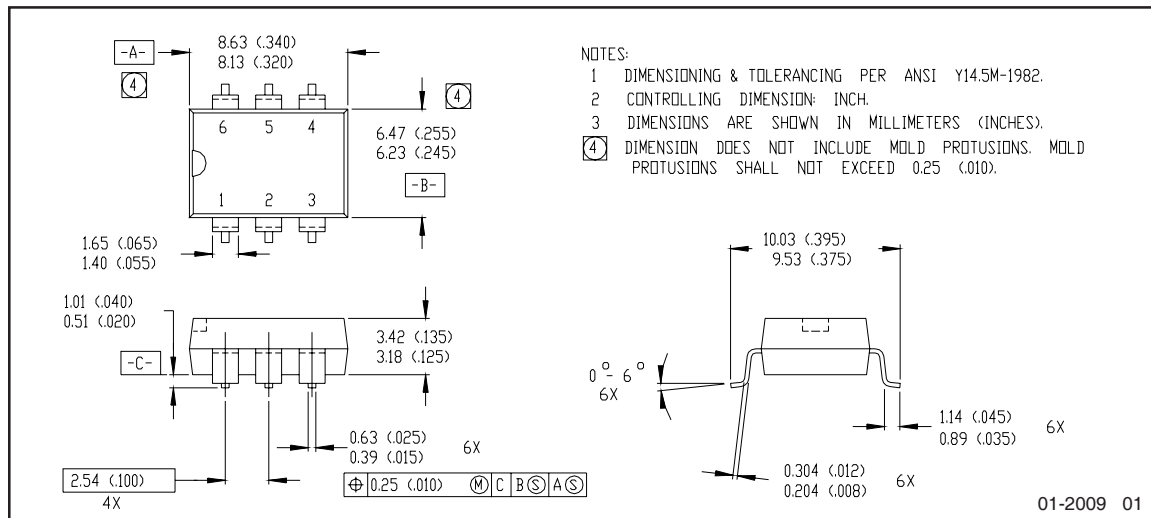 -A-
8.63 (.340)
8.13 (.320)
4
4
6 5 4
1 2 3
6.47 (.255)
6.23 (.245)
-B-
1.65 (.065)
1.40 (.055)
NOTES:
1 DIMENSIONING & TOLERANCING PER ANSI Y14.5M-1982.
2 CONTROLLING DIMENSION: INCH.
3 DIMENSIONS ARE SHOWN IN MILLIMETERS (INCHES).
4 DIMENSION DOES NOT INCLUDE MOLD PROTUSIONS. MOLD
PROTUSIONS SHALL NOT EXCEED 0.25 (.010).
1.01 (.040)
0.51 (.020)
-C-
3.42 (.135)
3.18 (.125)
0.63 (.025)
0.39 (.015)
6X
2.54 (.100)
4X
⌖ 0.25 (.010) Ⓜ C B Ⓢ A Ⓢ
10.03 (.395)
9.53 (.375)
0° - 6°
6X
1.14 (.045)
0.89 (.035)
6X
0.304 (.012)
0.204 (.008)
6X
01-2009 01